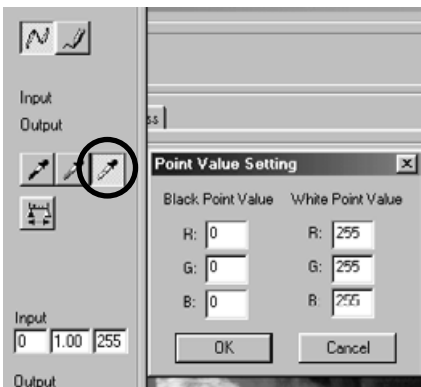 Input
Output
ss
Point Value Setting
Black Point Value White Point Value
R: 0 R: 255
G: 0 G: 255
B: 0 B 255
OK Cancel
Input
0 1.00 255
Output